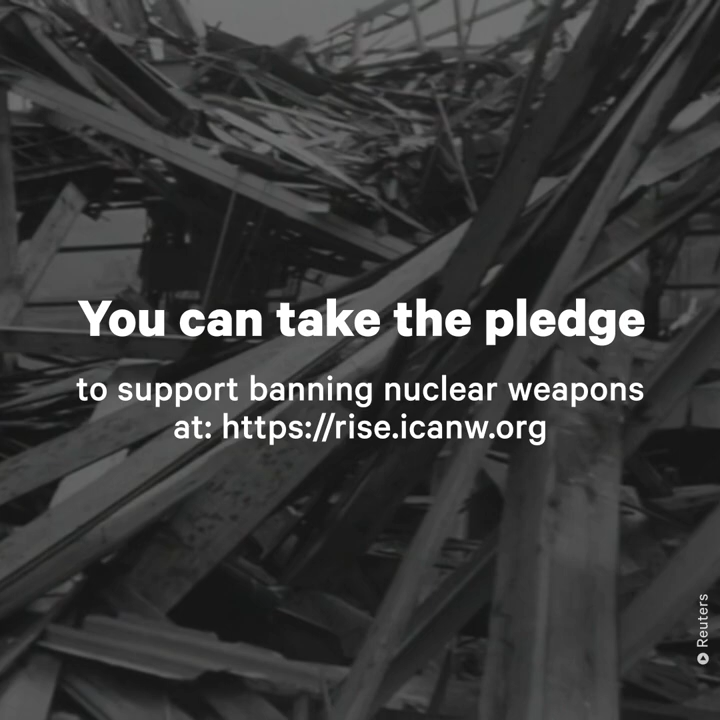 You can take the pledge
to support banning nuclear weapons
at: https://rise.icanw.org
Reuters